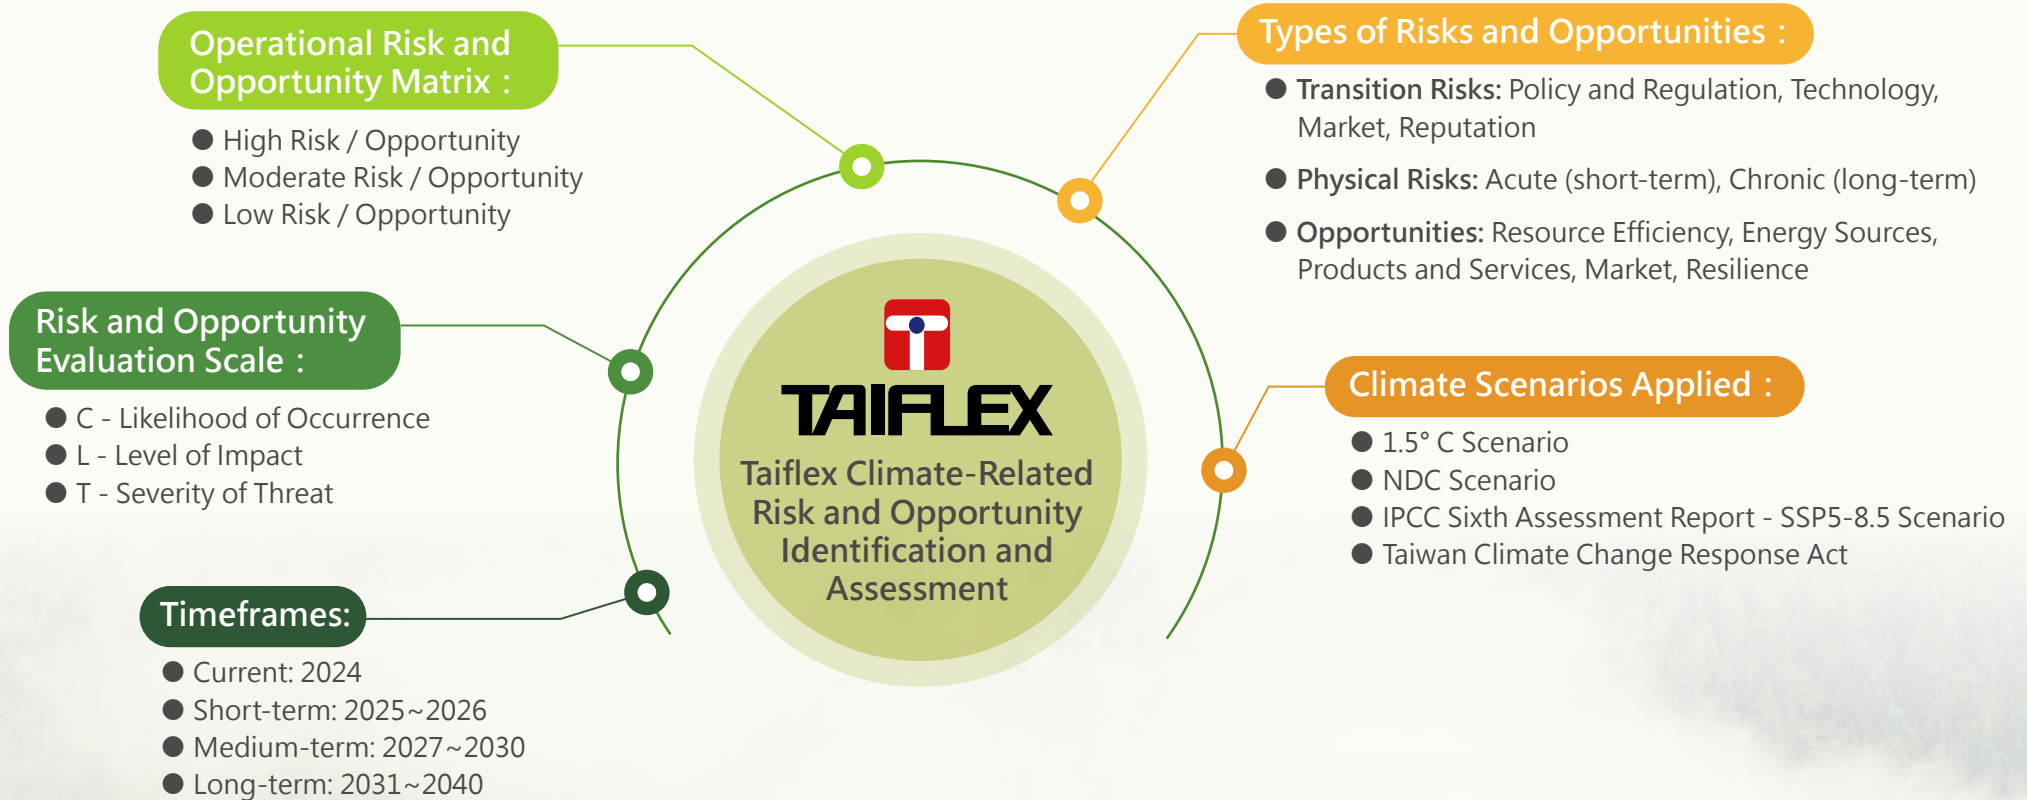 Operational Risk and
Opportunity Matrix：
● High Risk / Opportunity
● Moderate Risk / Opportunity
● Low Risk / Opportunity
Risk and Opportunity
Evaluation Scale：
● C - Likelihood of Occurrence
● L - Level of Impact
● T - Severity of Threat
Timeframes:
● Current: 2024
● Short-term: 2025~2026
● Medium-term: 2027~2030
● Long-term: 2031~2040
TAIFLEX
Taiflex Climate-Related
Risk and Opportunity
Identification and
Assessment
Types of Risks and Opportunities：
● Transition Risks: Policy and Regulation, Technology,
Market, Reputation
● Physical Risks: Acute (short-term), Chronic (long-term)
● Opportunities: Resource Efficiency, Energy Sources,
Products and Services, Market, Resilience
Climate Scenarios Applied：
● 1.5° C Scenario
● NDC Scenario
● IPCC Sixth Assessment Report - SSP5-8.5 Scenario
● Taiwan Climate Change Response Act